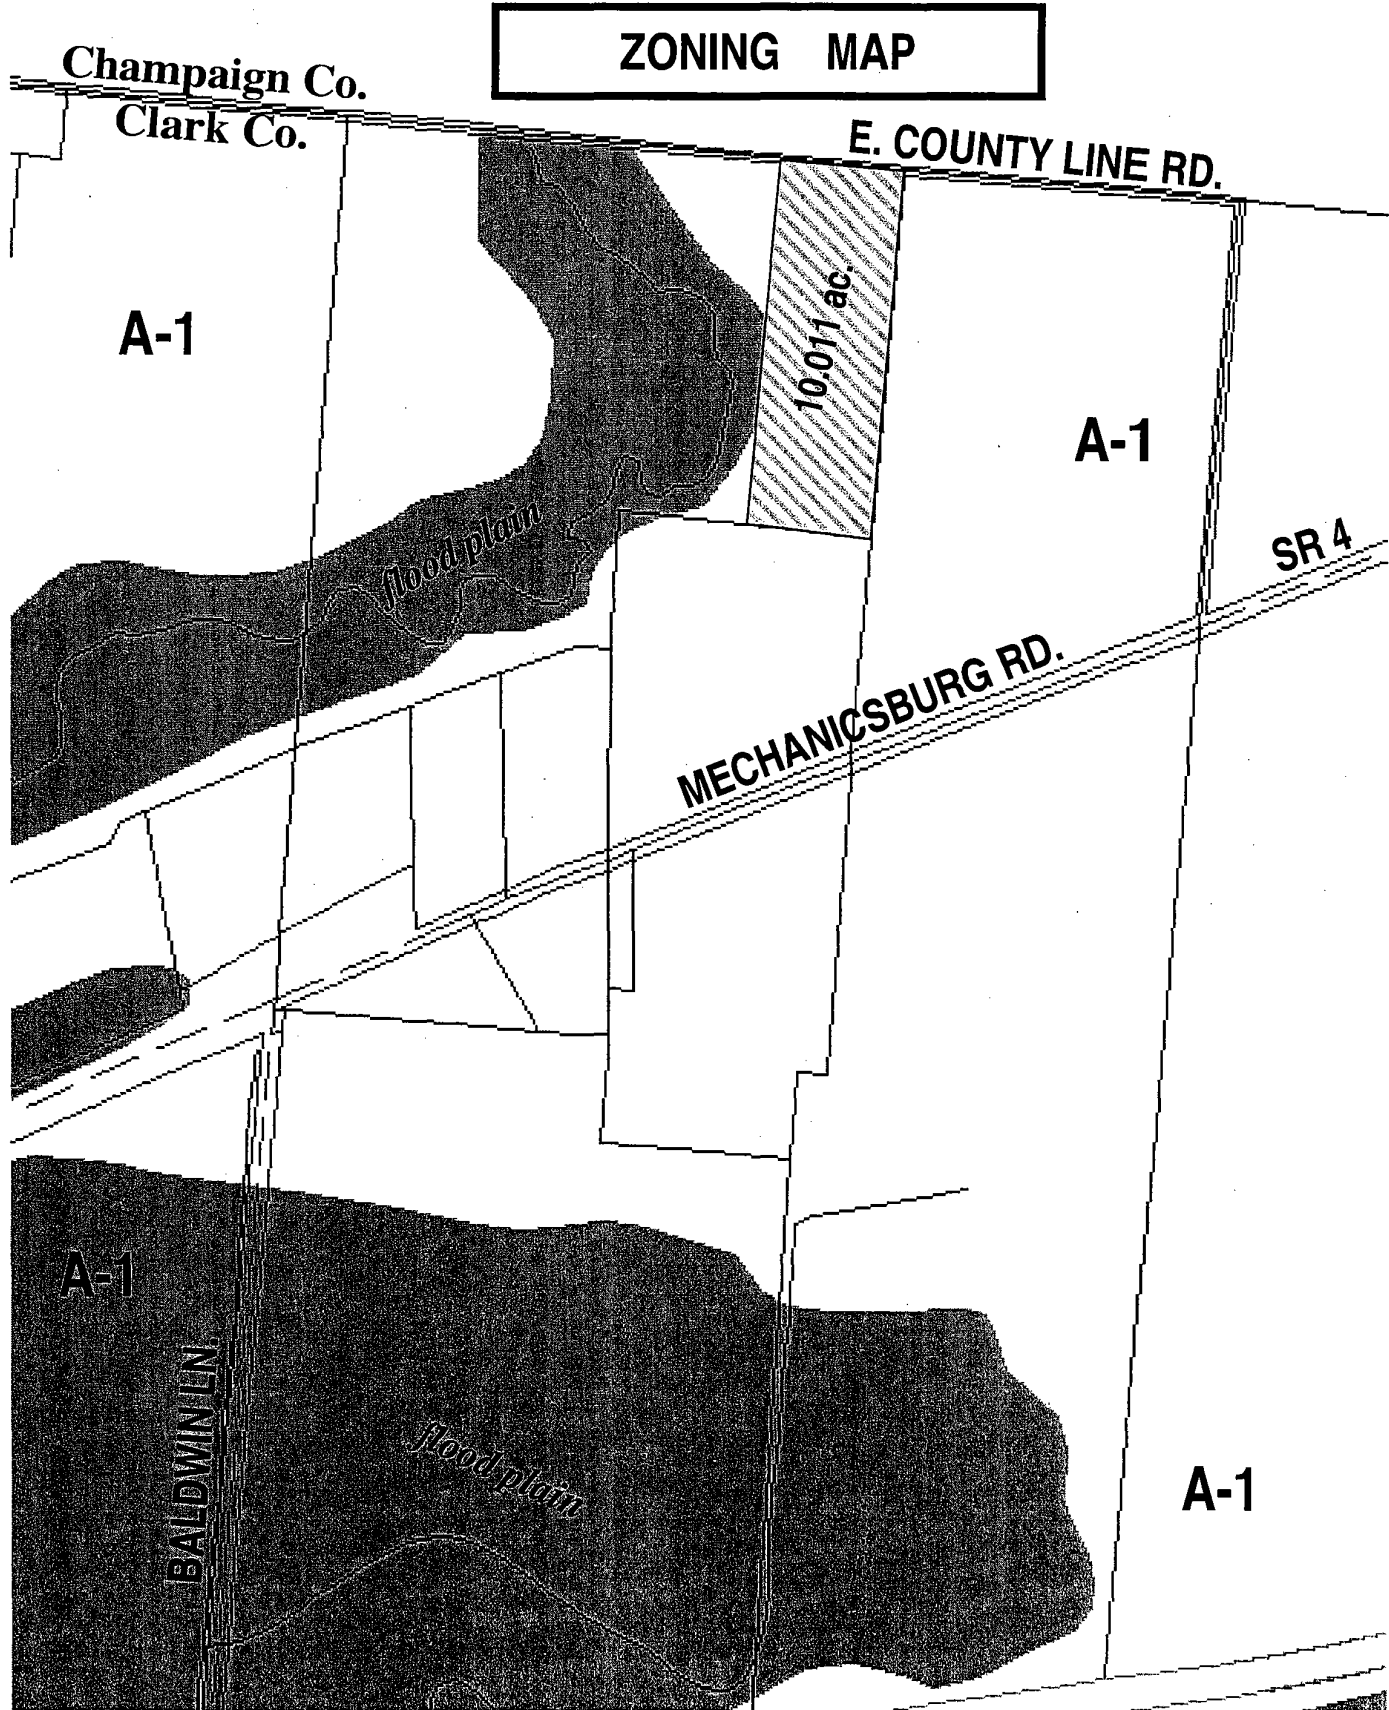 ZONING MAP
Champaign Co.
Clark Co.
E. COUNTY LINE RD.
10.011 ac.
A-1
A-1
flood plain
SR 4
MECHANICSBURG RD.
A-1
BALDWIN LN.
flood plain
A-1